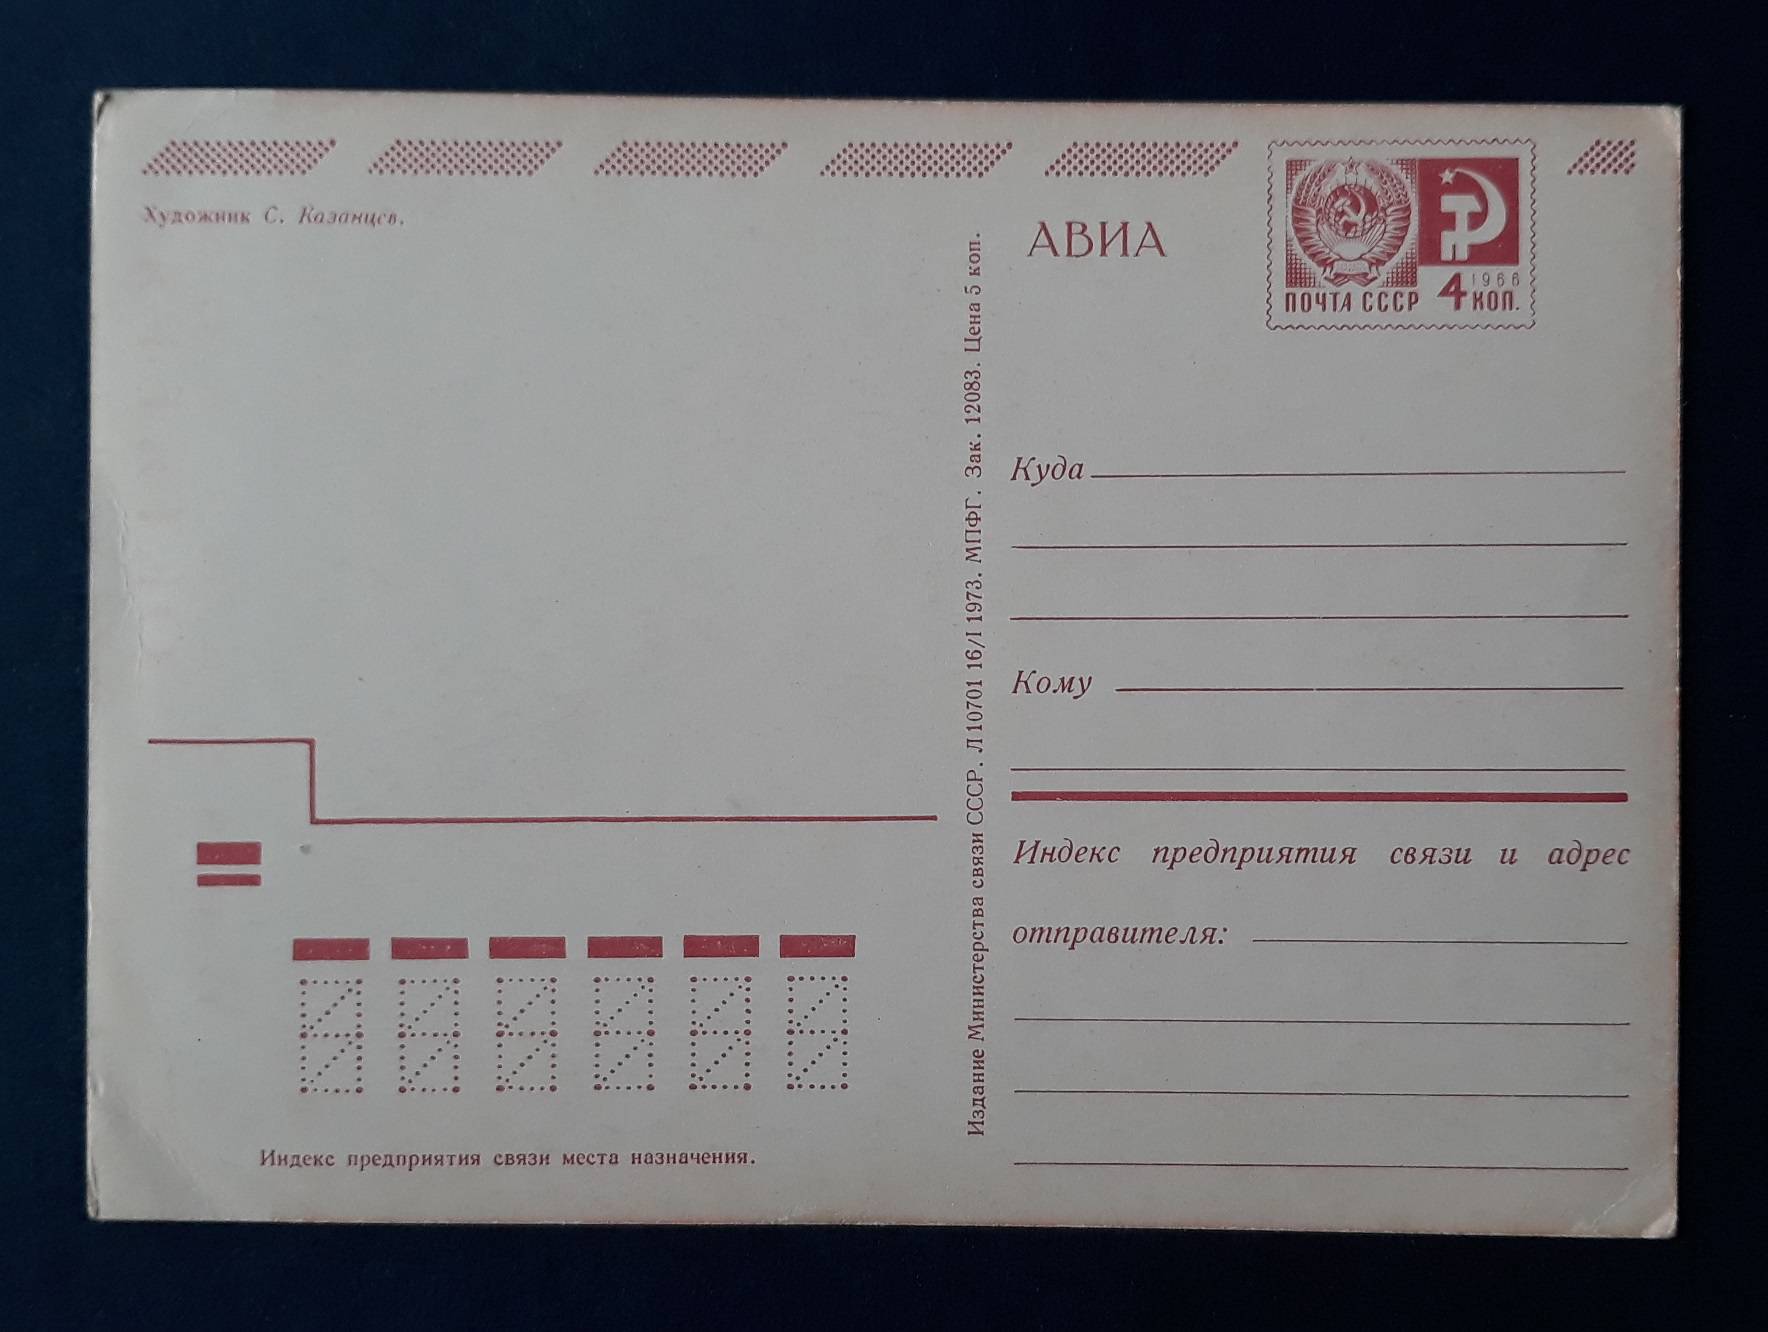 Художник С. Казанцев.
АВИА
1966
ПОЧТА СССР 4 КОП.
Издание Министерства связи СССР. Л 10701 16/I 1973. МПФГ. Зак. 12083. Цена 5 коп.
Куда
Кому
Индекс предприятия связи и адрес
отправителя:
Индекс предприятия связи места назначения.